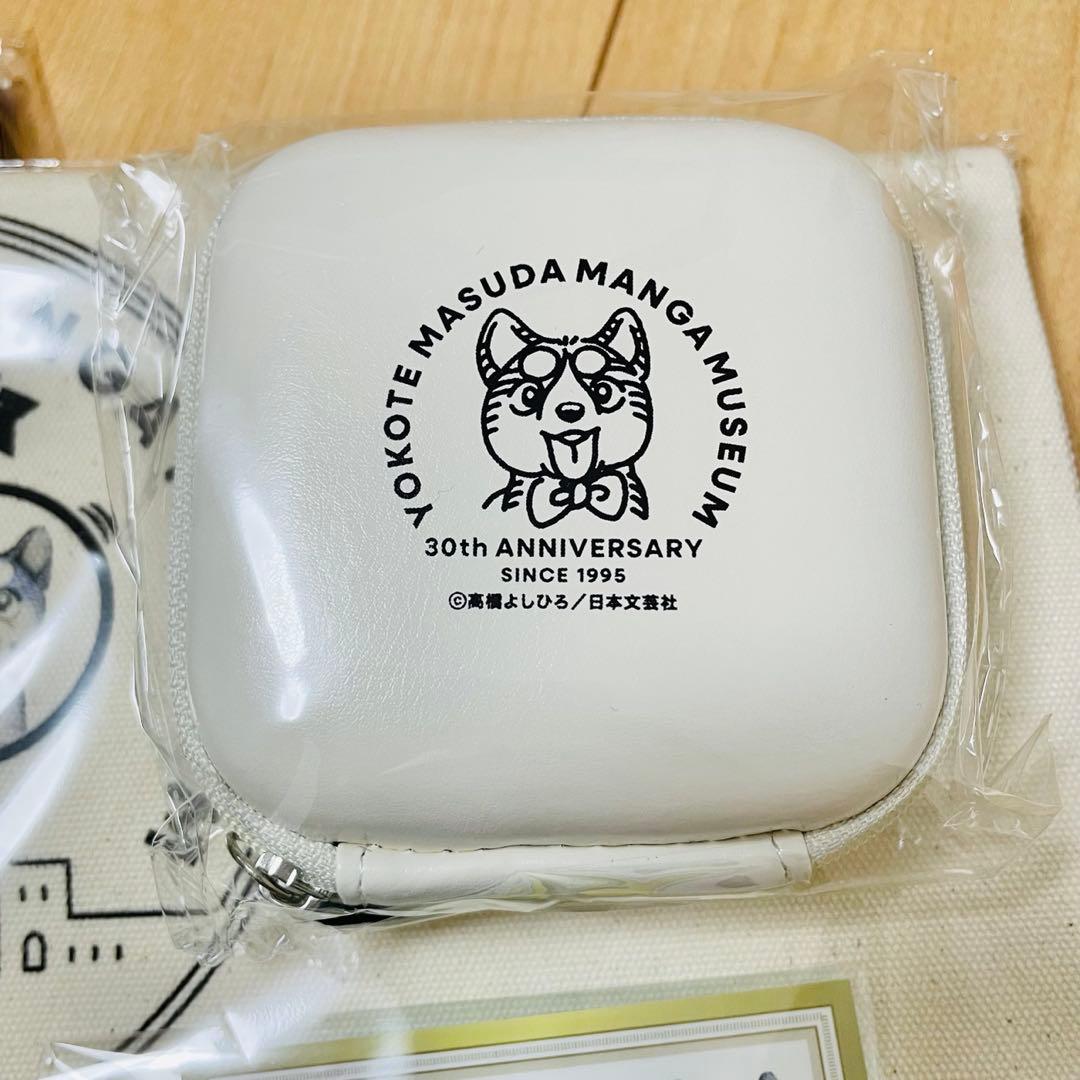 YOKOTE MASUDA MANGA MUSEUM
30th ANNIVERSARY
SINCE 1995
©高橋よしひろ／日本文芸社
NGA